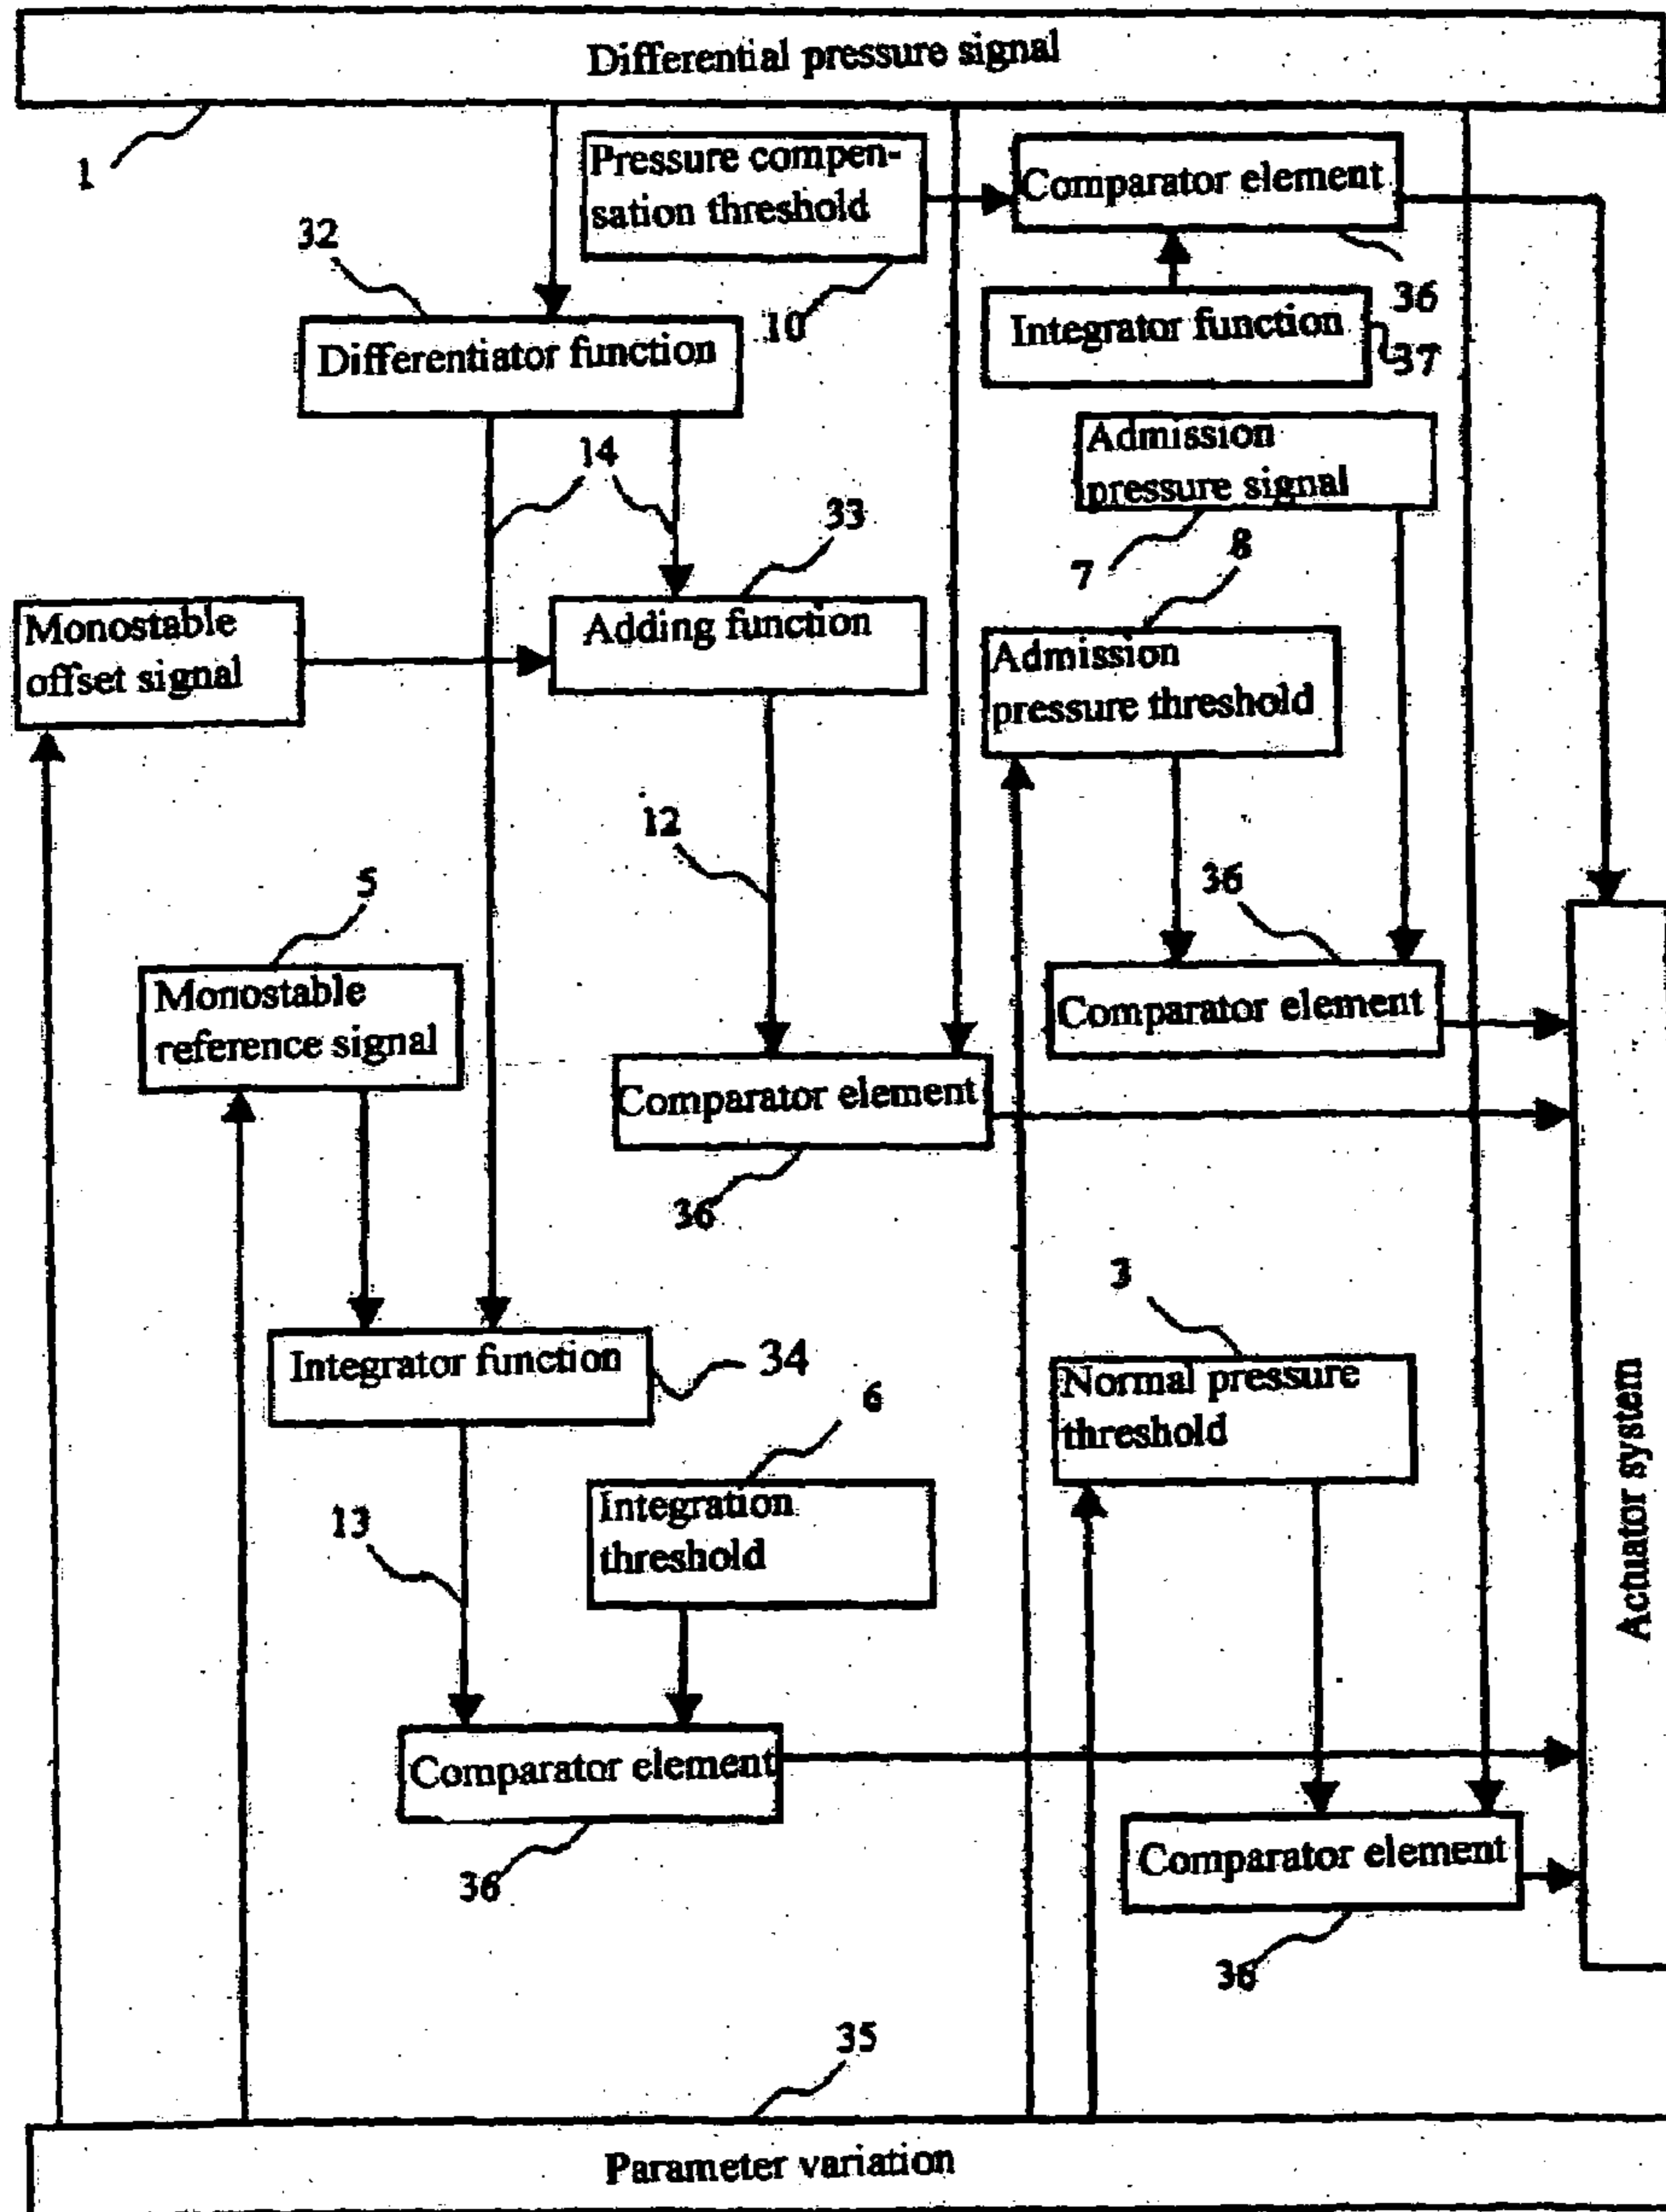 Differential pressure signal
1
Pressure compen-
sation threshold
10
Comparator element
36
Integrator function
37
32
Differentiator function
14
Admission
pressure signal
7
33
8
Monostable
offset signal
Adding function
Admission
pressure threshold
12
5
36
Monostable
reference signal
Comparator element
Comparator element
36
3
Integrator function
34
Normal pressure
threshold
6
Integration
threshold
13
Actuator system
Comparator element
36
Comparator element
36
35
Parameter variation